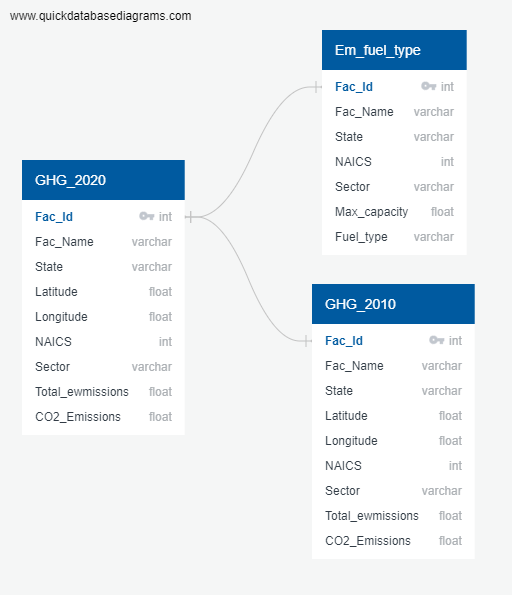 www.quickdatabasediagrams.com
Em_fuel_type
Fac_Id int
Fac_Name varchar
State varchar
NAICS int
Sector varchar
Max_capacity float
Fuel_type varchar
GHG_2020
Fac_Id int
Fac_Name varchar
State varchar
Latitude float
Longitude float
NAICS int
Sector varchar
Total_ewmissions float
CO2_Emissions float
GHG_2010
Fac_Id int
Fac_Name varchar
State varchar
Latitude float
Longitude float
NAICS int
Sector varchar
Total_ewmissions float
CO2_Emissions float